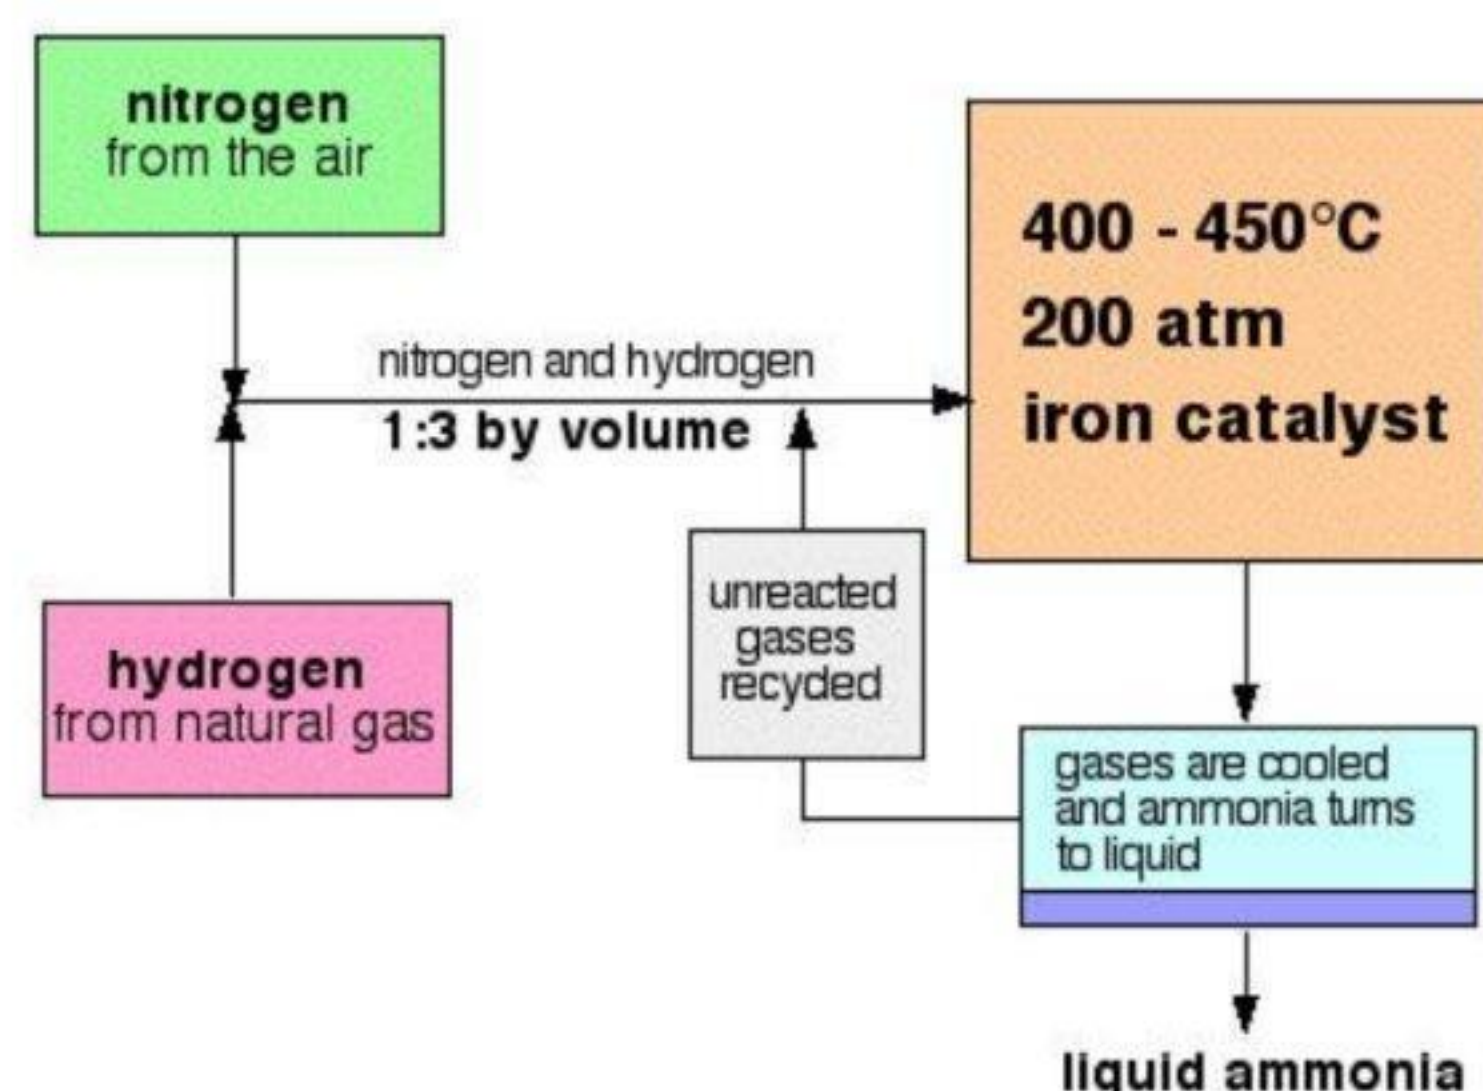 nitrogen
from the air
nitrogen and hydrogen
1:3 by volume
400 - 450°C
200 atm
iron catalyst
hydrogen
from natural gas
unreacted
gases
recycled
gases are cooled
and ammonia turns
to liquid
liquid ammonia